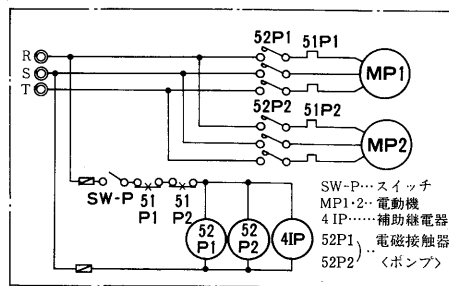 52P1 51P1
R
S
T
MP1
52P2 51P2
MP2
SW-P 51 P1 51 P2
52 P1
52 P2
4IP
SW-P…スイッチ
MP1·2‥電動機
4IP……補助継電器
52P1 電磁接触器
52P2 )‥〈ポンプ〉